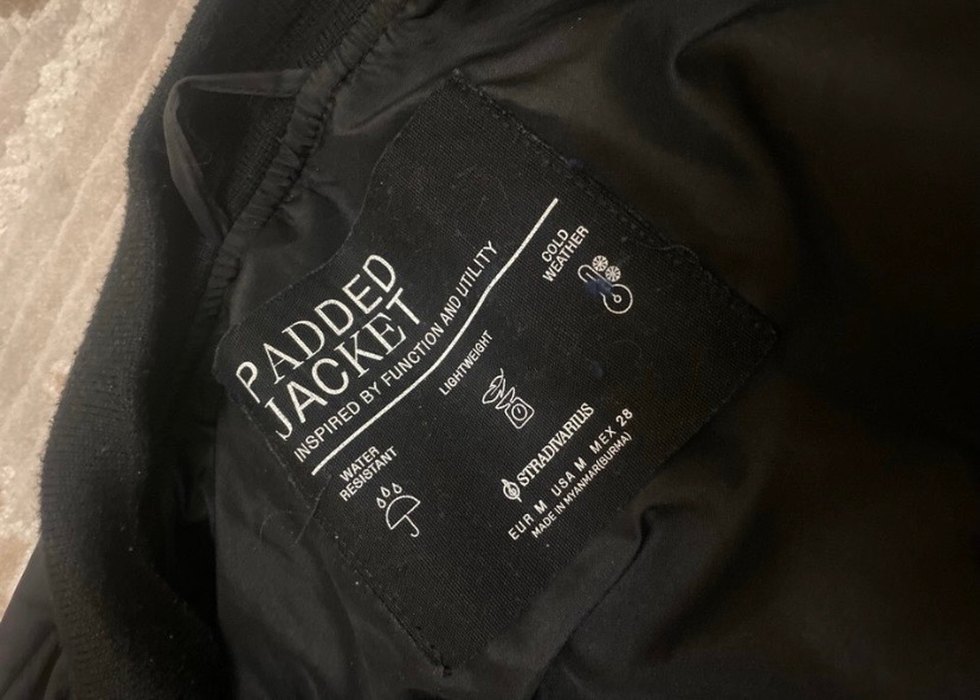 PADDED
JACKET
INSPIRED BY FUNCTION AND UTILITY
WATER
RESISTANT
LIGHTWEIGHT
COLD
WEATHER
STRADIVARIUS
EUR M USA M MEX 28
MADE IN MYANMAR(BURMA)